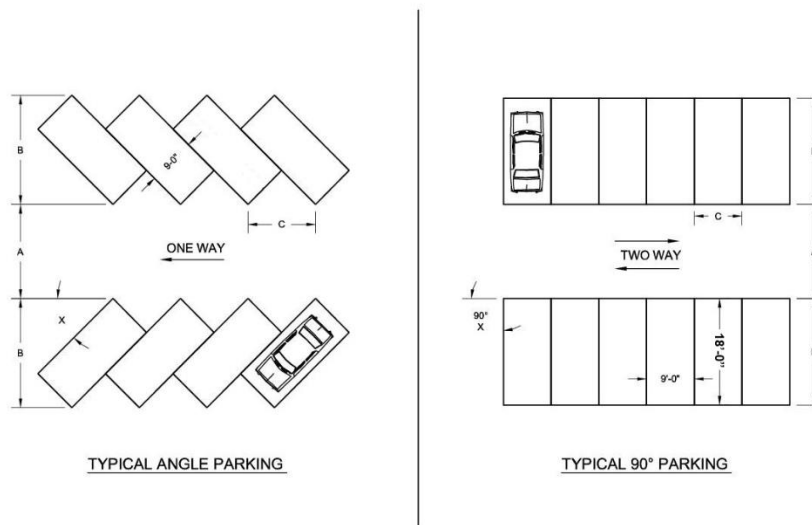 B
9-0"
A
C
ONE WAY
X
B
TYPICAL ANGLE PARKING
C
TWO WAY
90°
X
9'-0"
18'-0"
TYPICAL 90° PARKING